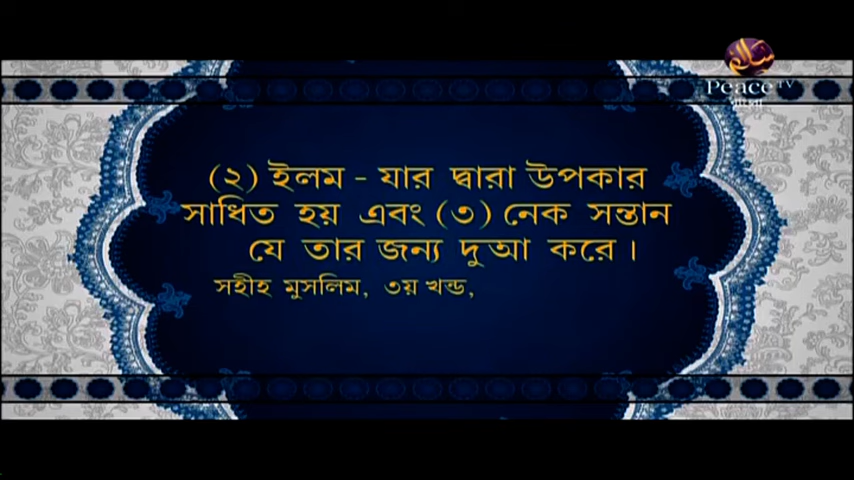 Peace TV
বাংলা
(২) ইলম - যার দ্বারা উপকার
সাধিত হয় এবং (৩) নেক সন্তান
যে তার জন্য দুআ করে।
সহীহ মুসলিম, ৩য় খন্ড,